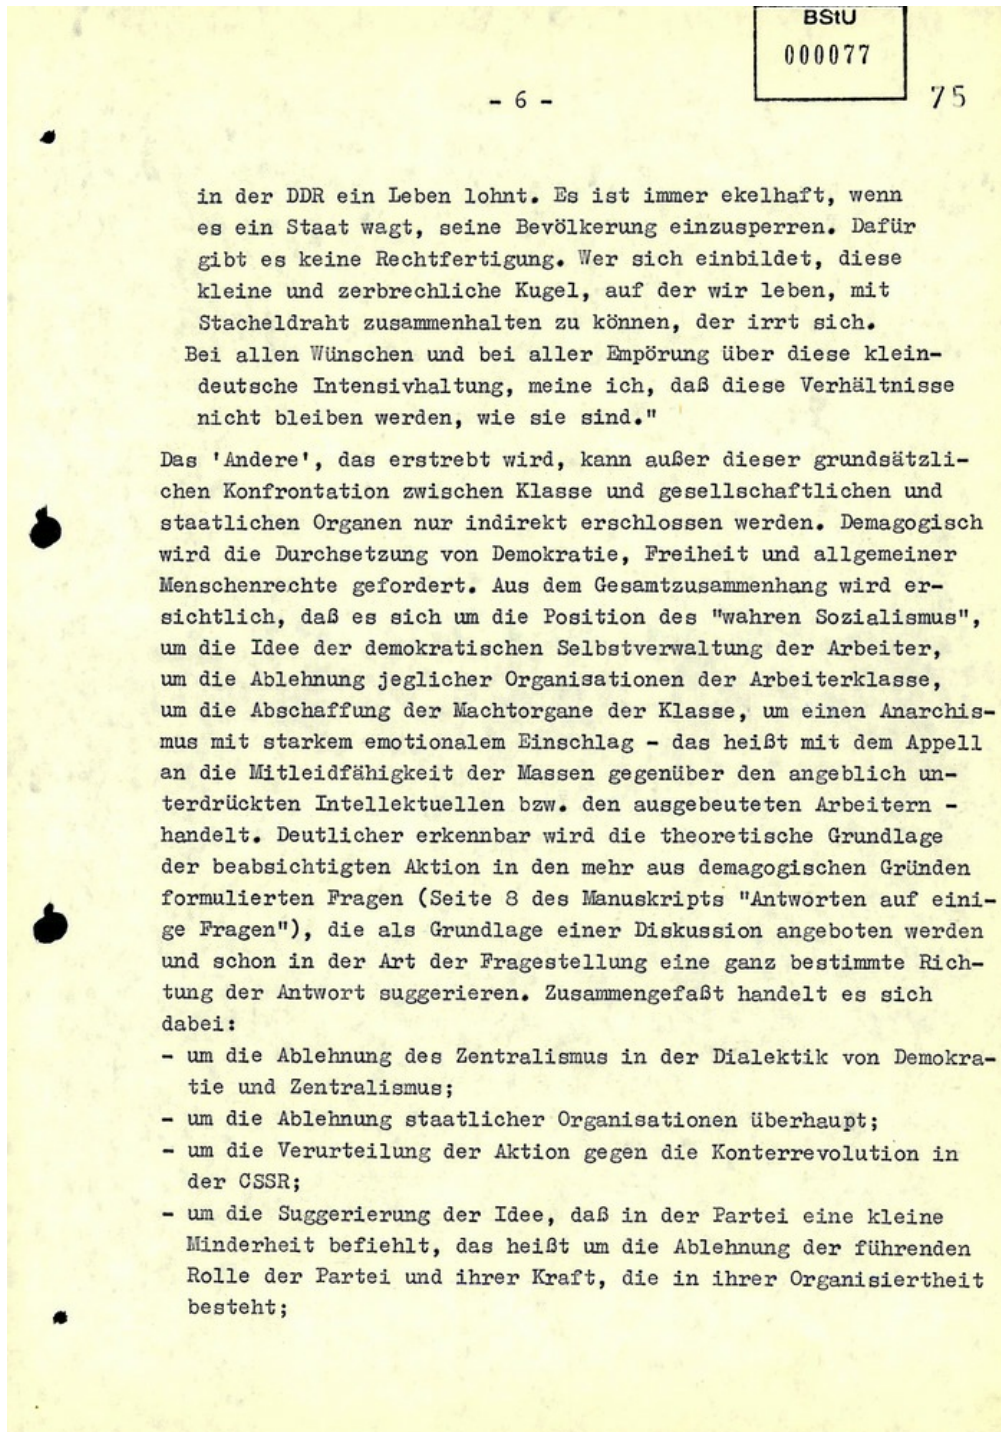 BStU
000077
- 6 -
75
in der DDR ein Leben lohnt. Es ist immer ekelhaft, wenn
es ein Staat wagt, seine Bevölkerung einzusperren. Dafür
gibt es keine Rechtfertigung. Wer sich einbildet, diese
kleine und zerbrechliche Kugel, auf der wir leben, mit
Stacheldraht zusammenhalten zu können, der irrt sich.
Bei allen Wünschen und bei aller Empörung über diese klein-
deutsche Intensivhaltung, meine ich, daß diese Verhältnisse
nicht bleiben werden, wie sie sind."
Das 'Andere', das erstrebt wird, kann außer dieser grundsätzli-
chen Konfrontation zwischen Klasse und gesellschaftlichen und
staatlichen Organen nur indirekt erschlossen werden. Demagogisch
wird die Durchsetzung von Demokratie, Freiheit und allgemeiner
Menschenrechte gefordert. Aus dem Gesamtzusammenhang wird er-
sichtlich, daß es sich um die Position des "wahren Sozialismus",
um die Idee der demokratischen Selbstverwaltung der Arbeiter,
um die Ablehnung jeglicher Organisationen der Arbeiterklasse,
um die Abschaffung der Machtorgane der Klasse, um einen Anarchis-
mus mit starkem emotionalem Einschlag - das heißt mit dem Appell
an die Mitleidfähigkeit der Massen gegenüber den angeblich un-
terdrückten Intellektuellen bzw. den ausgebeuteten Arbeitern -
handelt. Deutlicher erkennbar wird die theoretische Grundlage
der beabsichtigten Aktion in den mehr aus demagogischen Gründen
formulierten Fragen (Seite 8 des Manuskripts "Antworten auf eini-
ge Fragen"), die als Grundlage einer Diskussion angeboten werden
und schon in der Art der Fragestellung eine ganz bestimmte Rich-
tung der Antwort suggerieren. Zusammengefaßt handelt es sich
dabei:
- um die Ablehnung des Zentralismus in der Dialektik von Demokra-
tie und Zentralismus;
- um die Ablehnung staatlicher Organisationen überhaupt;
- um die Verurteilung der Aktion gegen die Konterrevolution in
der CSSR;
- um die Suggerierung der Idee, daß in der Partei eine kleine
Minderheit befiehlt, das heißt um die Ablehnung der führenden
Rolle der Partei und ihrer Kraft, die in ihrer Organisiertheit
besteht;